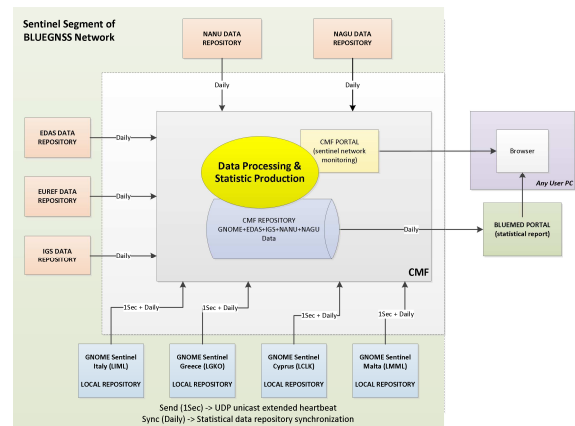 Sentinel Segment of
BLUEGNSS Network
NANU DATA
REPOSITORY
NAGU DATA
REPOSITORY
Daily
Daily
EDAS DATA
REPOSITORY
Daily
EUREF DATA
REPOSITORY
Daily
IGS DATA
REPOSITORY
Daily
Data Processing &
Statistic Production
CMF PORTAL
(sentinel network
monitoring)
CMF REPOSITORY
GNOME+EDAS+IGS+NANU+NAGU
Data
CMF
Daily
Browser
Any User PC
BLUEMED PORTAL
(statistical report)
1Sec + Daily
1Sec + Daily
1Sec + Daily
1Sec + Daily
GNOME Sentinel
Italy (LIML)
LOCAL REPOSITORY
GNOME Sentinel
Greece (LGKO)
LOCAL REPOSITORY
GNOME Sentinel
Cyprus (LCLK)
LOCAL REPOSITORY
GNOME Sentinel
Malta (LMML)
LOCAL REPOSITORY
Send (1Sec) -> UDP unicast extended heartbeat
Sync (Daily) -> Statistical data repository synchronization